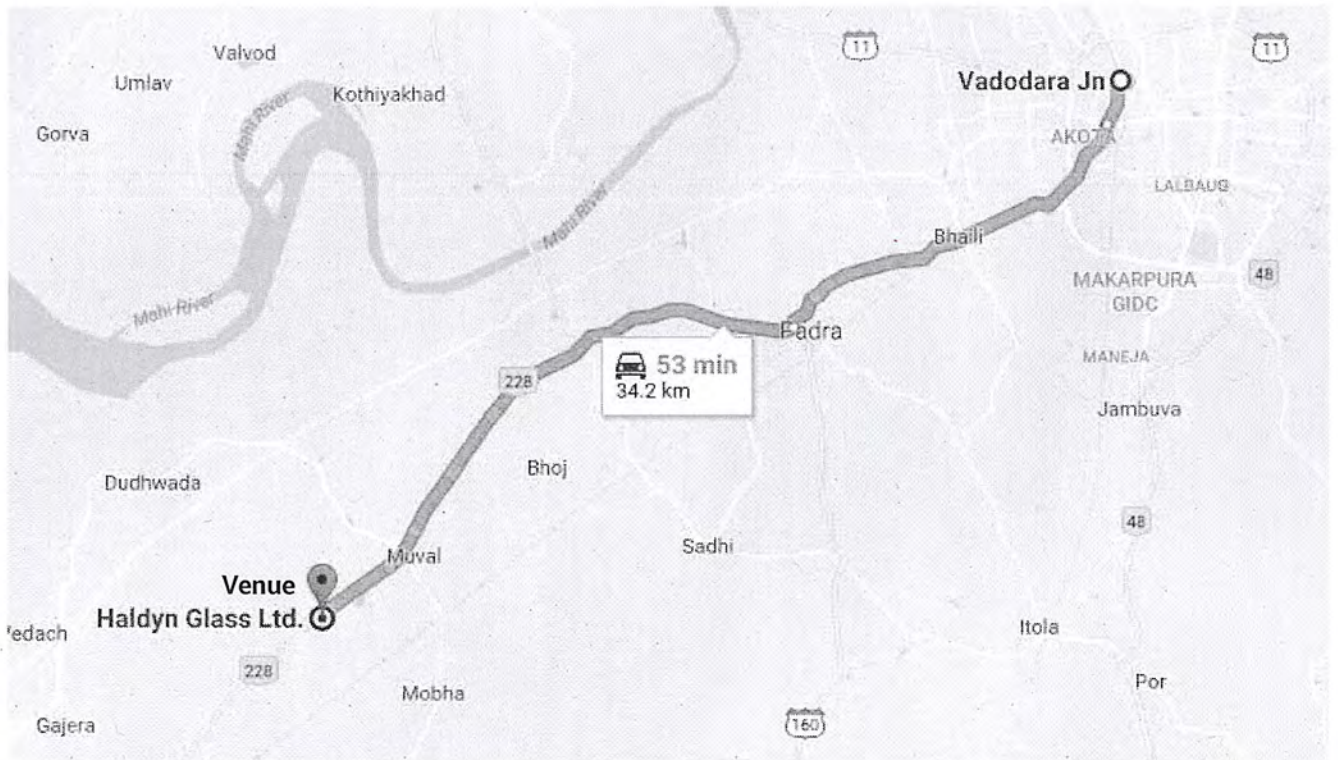 Valvod
11
11
Umlav
Kothiyakhad
Vadodara Jn
Mahi River
Gorva
AKOTA
LALBAUG
Mahi River
Bhaili
48
MAKARPURA
GIDC
Mahi River
Padra
53 min
34.2 km
MANEJA
228
Jambuva
Bhoj
Dudhwada
48
Sadhi
Muval
Venue
Haldyn Glass Ltd.
Vedach
Itola
228
Mobha
Por
Gajera
160